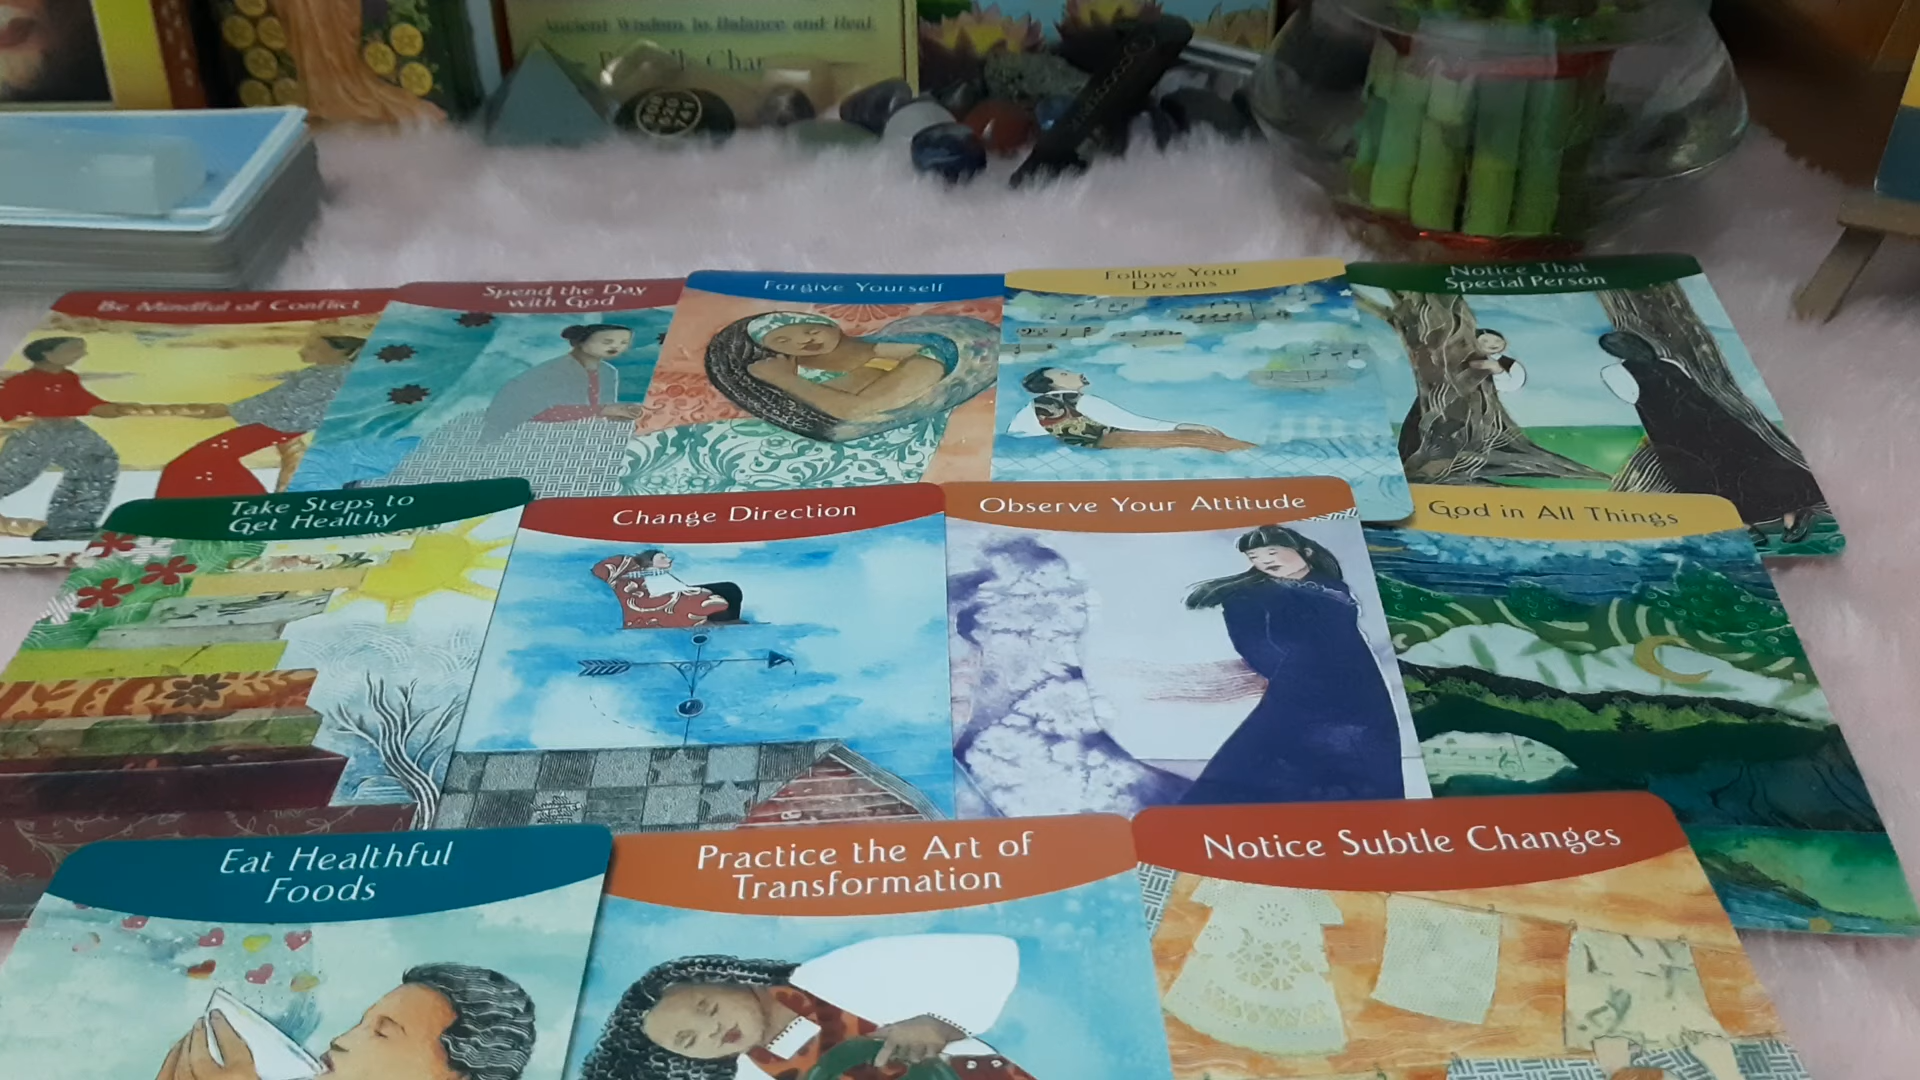 Ancient Wisdom to Balance and Heal
Be Mindful of Conflict
Spend the Day
with God
Forgive Yourself
Follow Your
Dreams
Notice That
Special Person
Take Steps to
Get Healthy
Change Direction
Observe Your Attitude
God in All Things
Eat Healthful
Foods
Practice the Art of
Transformation
Notice Subtle Changes